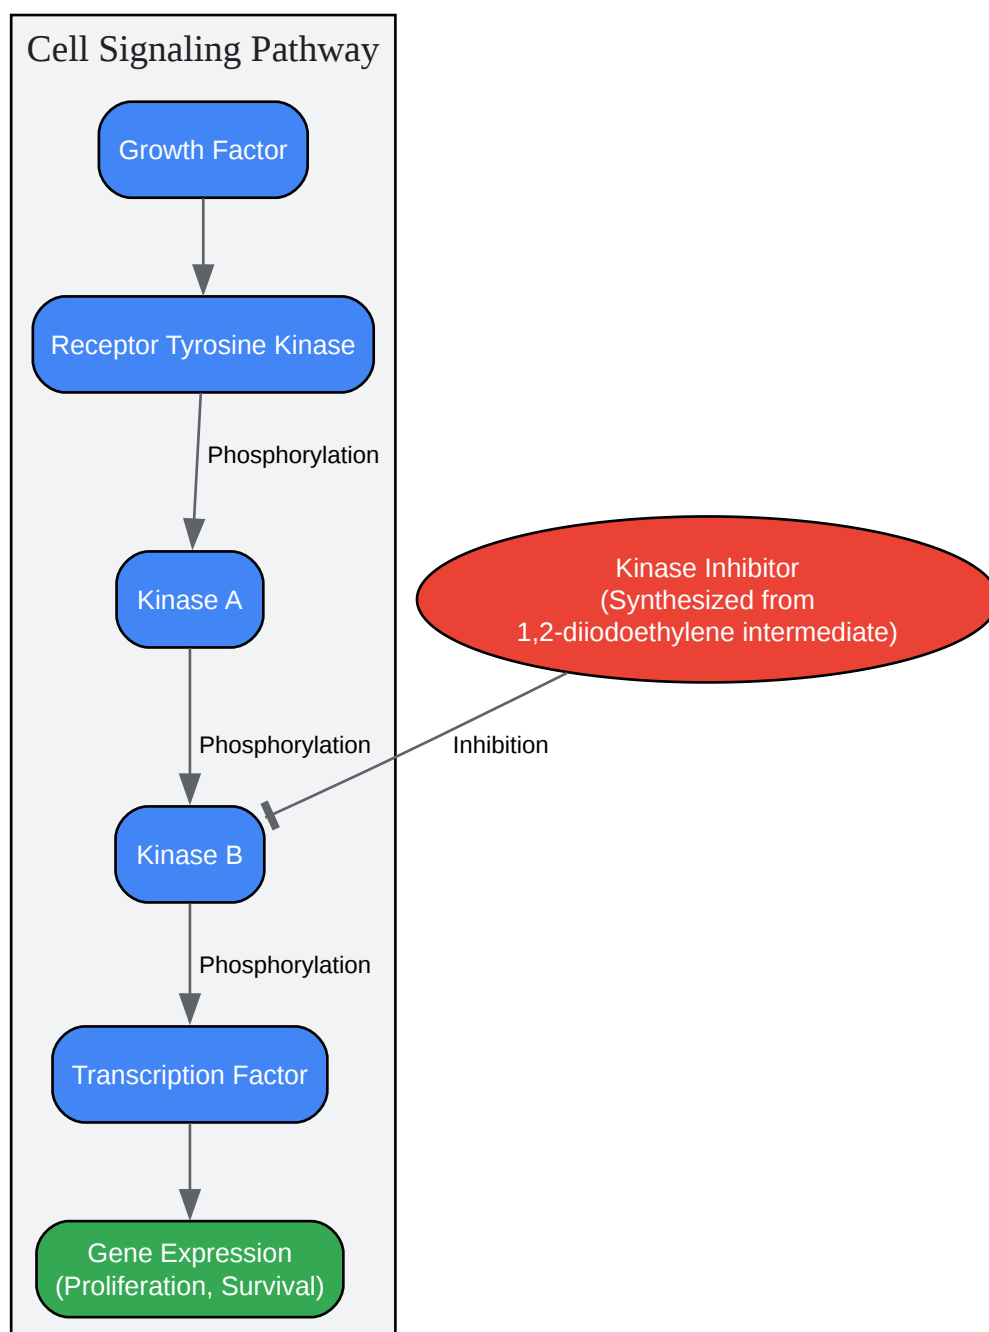 Cell Signaling Pathway
Growth Factor
Receptor Tyrosine Kinase
Phosphorylation
Kinase A
Kinase Inhibitor
(Synthesized from
1,2-diiodoethylene intermediate)
Phosphorylation
Inhibition
Kinase B
Phosphorylation
Transcription Factor
Gene Expression
(Proliferation, Survival)